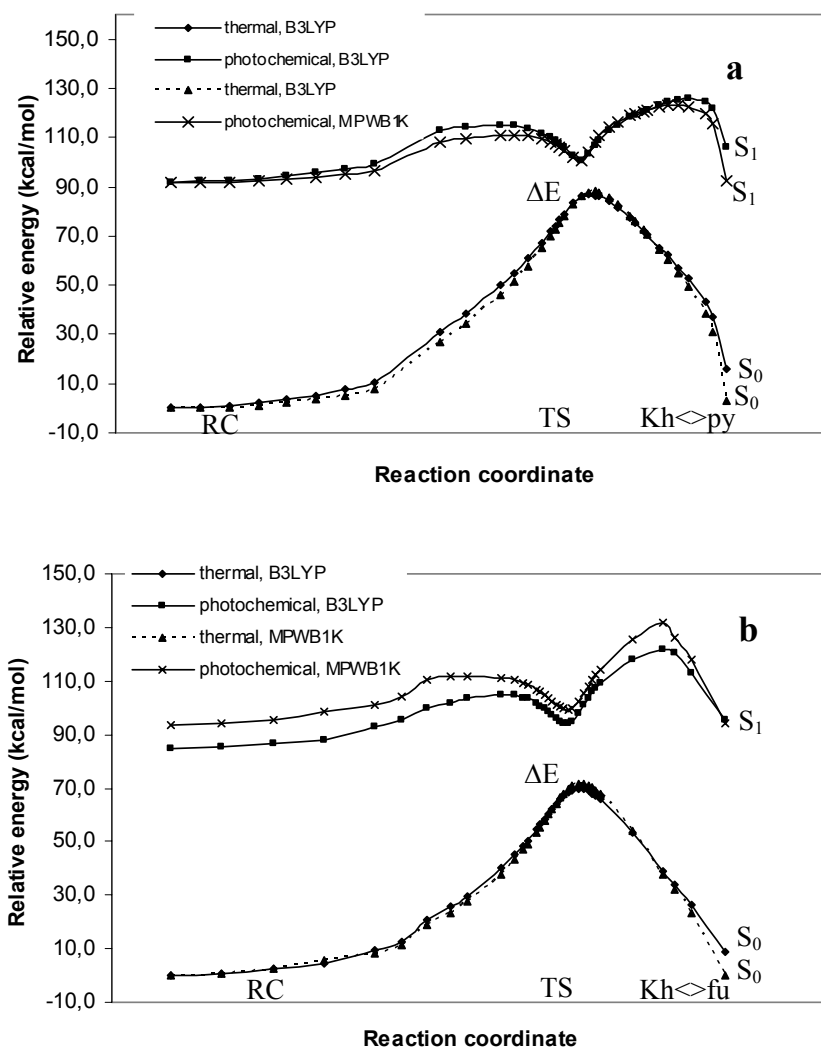 150,0
130,0
110,0
90,0
70,0
50,0
30,0
10,0
-10,0
Relative energy (kcal/mol)
thermal, B3LYP
photochemical, B3LYP
thermal, B3LYP
photochemical, MPWB1K
a
S₁
S₁
ΔE
S₀
S₀
RC
TS
Kh<>py
Reaction coordinate
150,0
130,0
110,0
90,0
70,0
50,0
30,0
10,0
-10,0
Relative energy (kcal/mol)
thermal, B3LYP
photochemical, B3LYP
thermal, MPWB1K
photochemical, MPWB1K
b
S₁
ΔE
S₀
S₀
RC
TS
Kh<>fu
Reaction coordinate